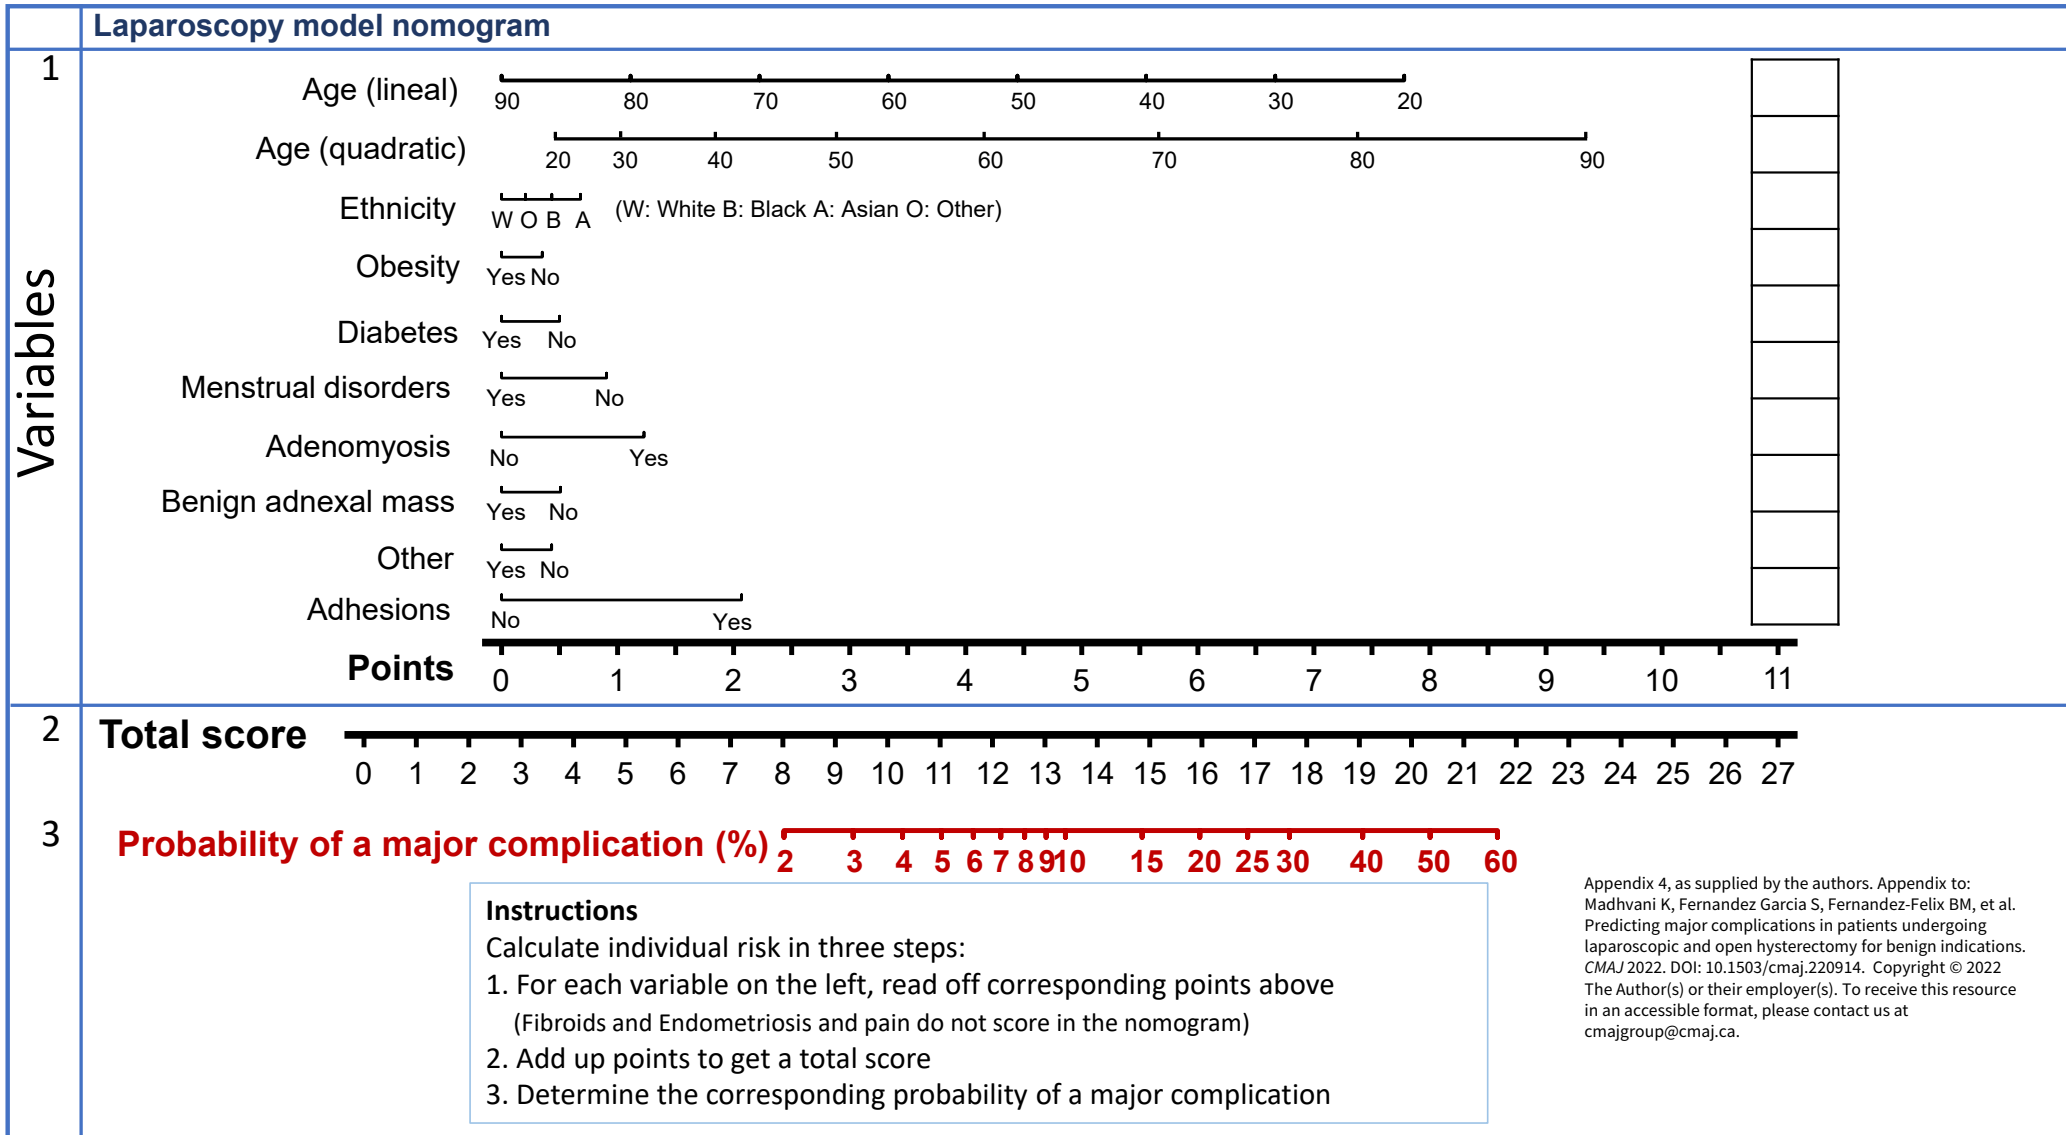 Laparoscopy model nomogram
1
Variables
Age (lineal)
90 80 70 60 50 40 30 20
Age (quadratic)
20 30 40 50 60 70 80 90
Ethnicity
W O B A (W: White B: Black A: Asian O: Other)
Obesity
Yes No
Diabetes
Yes No
Menstrual disorders
Yes No
Adenomyosis
No Yes
Benign adnexal mass
Yes No
Other
Yes No
Adhesions
No Yes
Points
0 1 2 3 4 5 6 7 8 9 10 11
2
Total score
0 1 2 3 4 5 6 7 8 9 10 11 12 13 14 15 16 17 18 19 20 21 22 23 24 25 26 27
3
Probability of a major complication (%)
2 3 4 5 6 7 8 9 10 15 20 25 30 40 50 60
Instructions
Calculate individual risk in three steps:
1. For each variable on the left, read off corresponding points above
(Fibroids and Endometriosis and pain do not score in the nomogram)
2. Add up points to get a total score
3. Determine the corresponding probability of a major complication
Appendix 4, as supplied by the authors. Appendix to:
Madhvani K, Fernandez Garcia S, Fernandez-Felix BM, et al.
Predicting major complications in patients undergoing
laparoscopic and open hysterectomy for benign indications.
CMAJ 2022. DOI: 10.1503/cmaj.220914. Copyright © 2022
The Author(s) or their employer(s). To receive this resource
in an accessible format, please contact us at
cmajgroup@cmaj.ca.